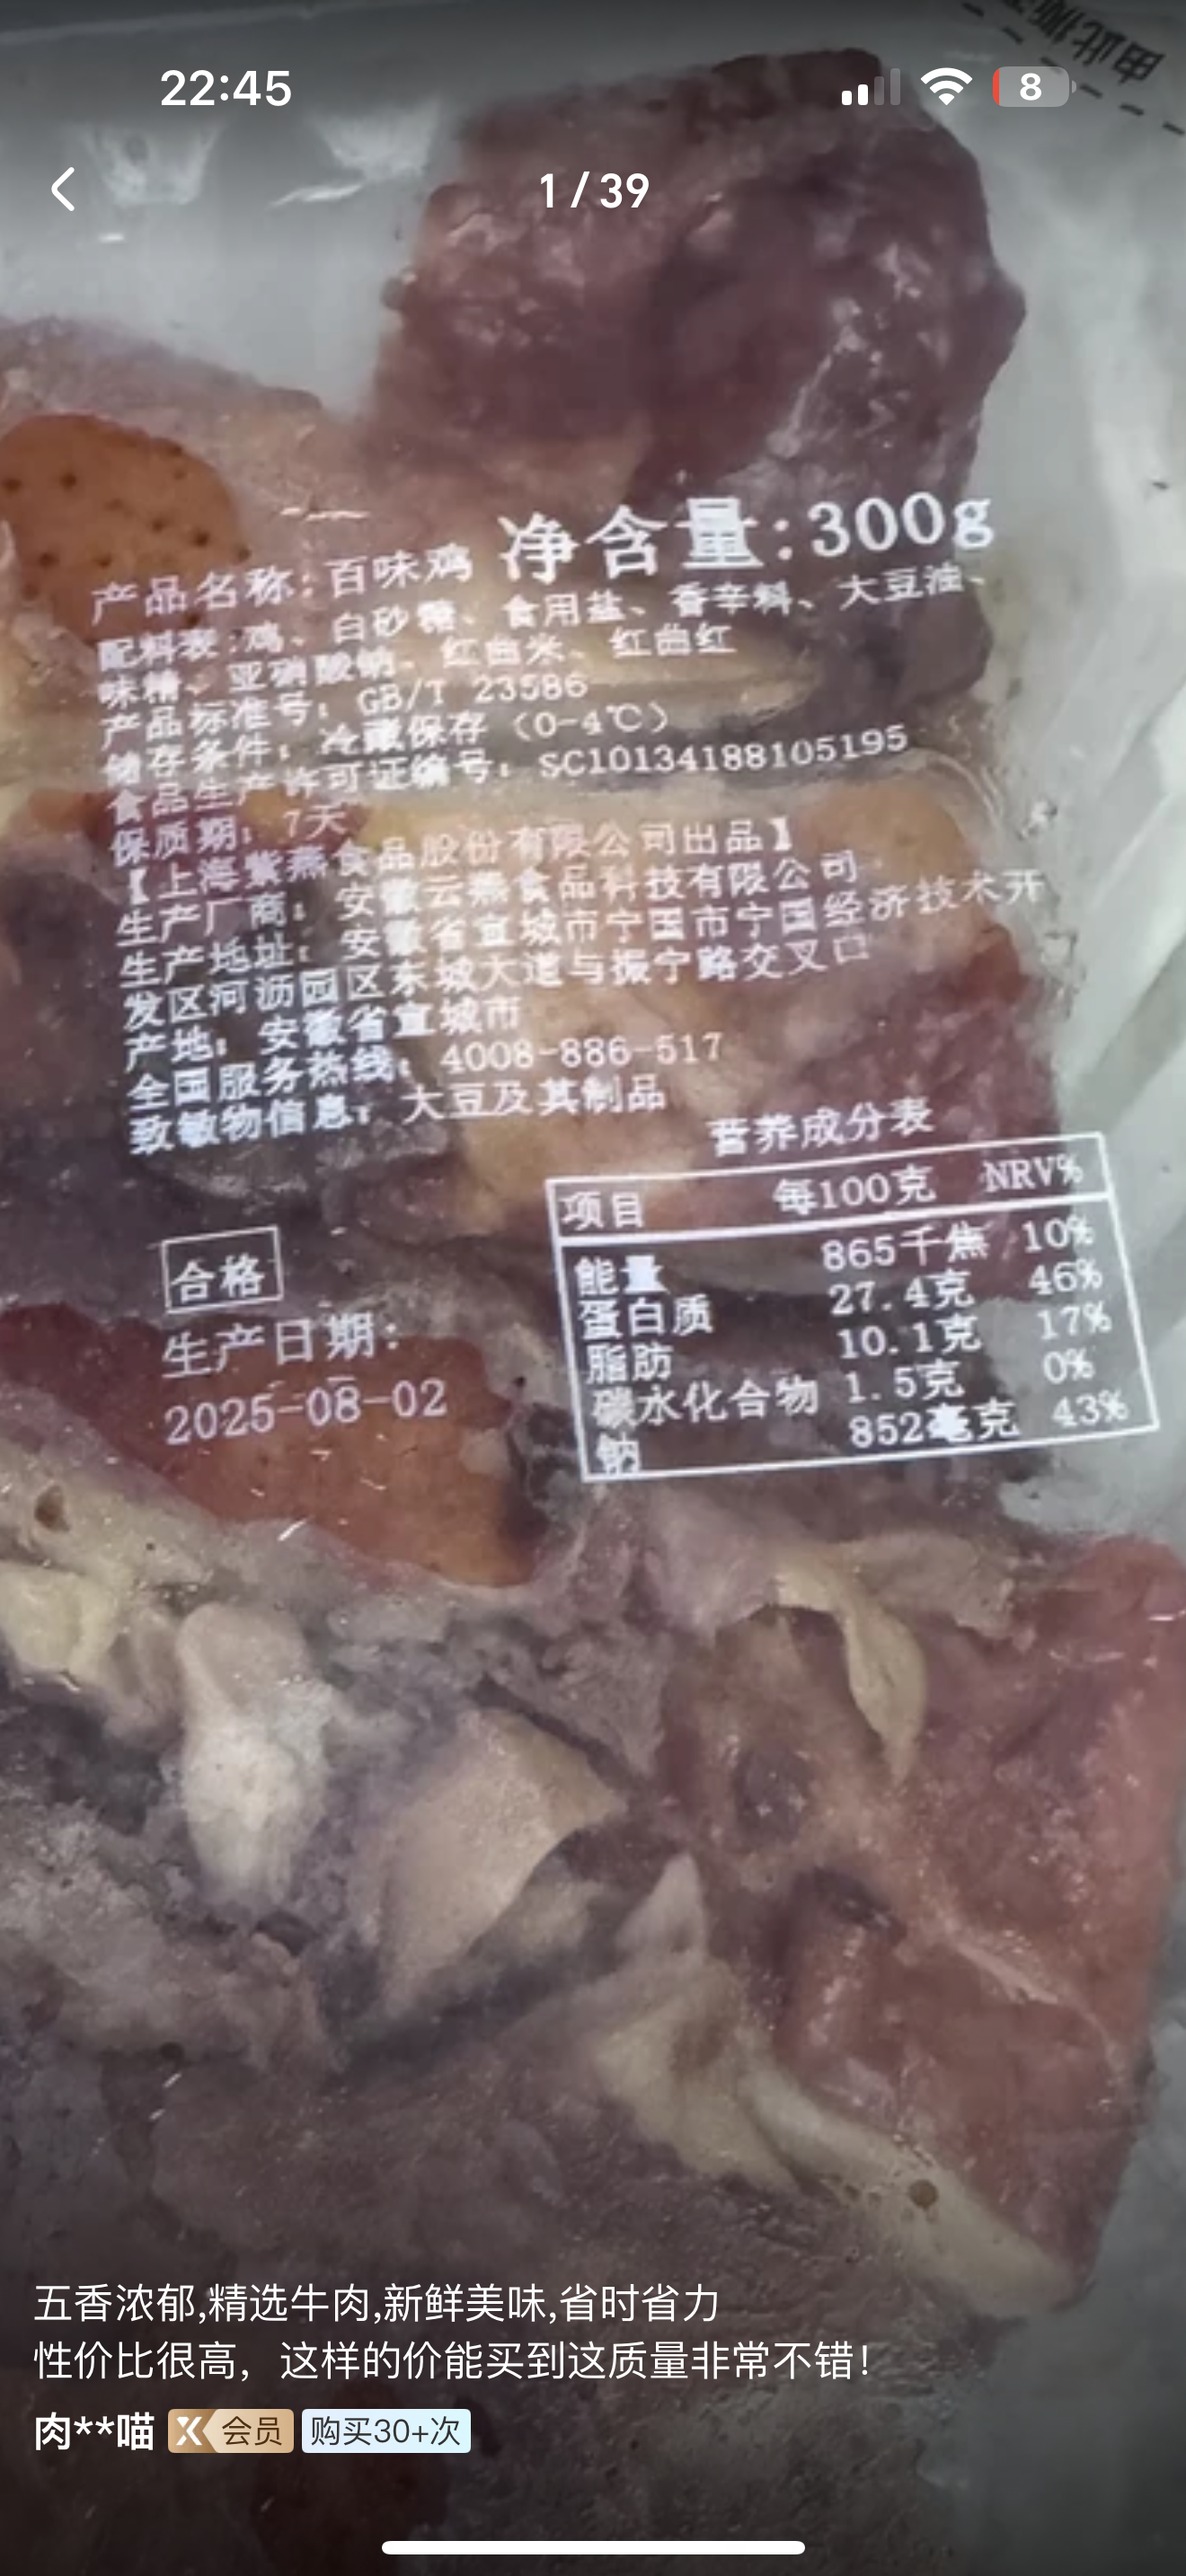 22:45
8
1 / 39
净含量:300g
产品名称:百味鸡
配料表:鸡、白砂糖、食用盐、香辛料、大豆油、
味精、亚硝酸钠、红曲米、红曲红
产品标准号:GB/T 23586
储存条件:冷藏保存(0-4℃)
食品生产许可证编号:SC10134188105195
保质期:7天
【上海紫燕食品股份有限公司出品】
生产厂商:安徽云燕食品科技有限公司
生产地址:安徽省宣城市宁国市宁国经济技术开
发区河沥园区东城大道与振宁路交叉口
产地:安徽省宣城市
全国服务热线:4008-886-517
致敏物信息:大豆及其制品
营养成分表
项目 每100克 NRV%
能量 865千焦 10%
蛋白质 27.4克 46%
脂肪 10.1克 17%
碳水化合物 1.5克 0%
钠 852毫克 43%
合格
生产日期:
2025-08-02
五香浓郁,精选牛肉,新鲜美味,省时省力
性价比很高，这样的价能买到这质量非常不错！
肉**喵 会员 购买30+次